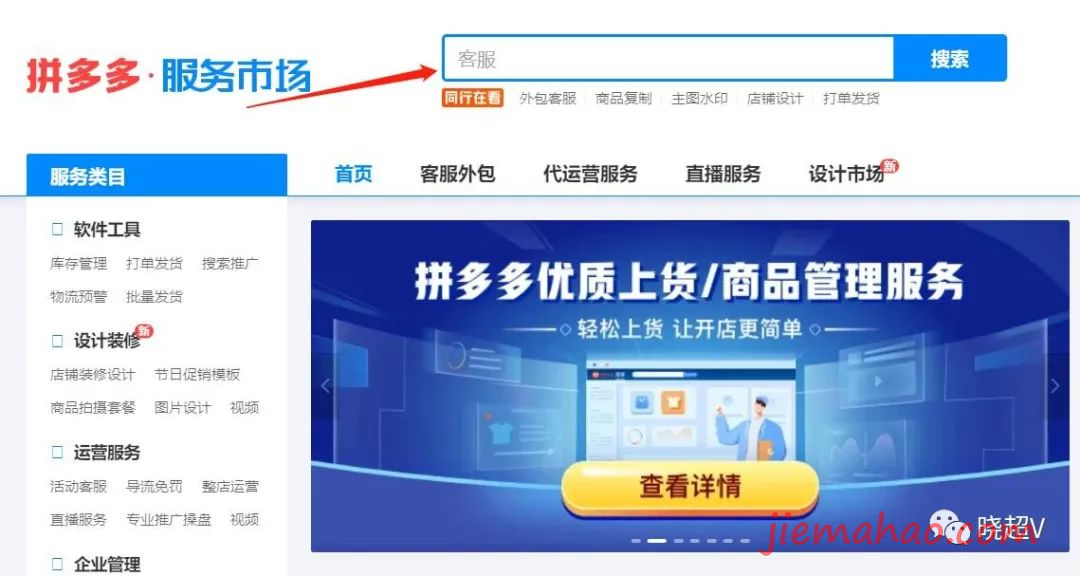 拼多多·服务市场
客服
搜索
同行在看 外包客服 商品复制 主图水印 店铺设计 打单发货
服务类目
首页 客服外包 代运营服务 直播服务 设计市场 新
软件工具
库存管理 打单发货 搜索推广
物流预警 批量发货
设计装修 新
店铺装修设计 节日促销模板
商品拍摄套餐 图片设计 视频
运营服务
活动客服 导流免罚 整店运营
直播服务 专业推广操盘 视频
企业管理
拼多多优质上货/商品管理服务
轻松上货 让开店更简单
查看详情
晓超V
jiemahao.com